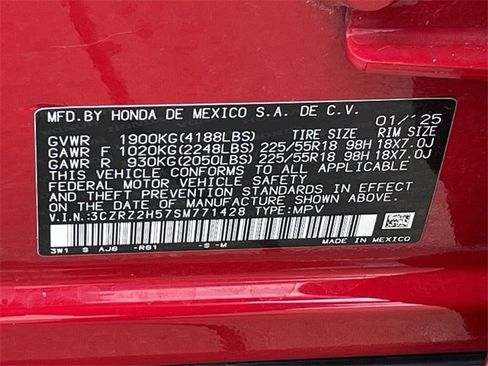 MFD.BY HONDA DE MEXICO S.A. DE C.V. 01/'25
GVWR 1900KG(4188LBS) TIRE SIZE RIM SIZE
GAWR F 1020KG(2248LBS) 225/55R18 98H 18X7.0J
GAWR R 930KG(2050LBS) 225/55R18 98H 18X7.0J
THIS VEHICLE CONFORMS TO ALL APPLICABLE
FEDERAL MOTOR VEHICLE SAFETY AND THEFT
PREVENTION STANDARDS IN EFFECT ON THE
DATE OF MANUFACTURE SHOWN ABOVE.
V.I.N.:3CZRZ2H57SM771428 TYPE:MPV
3W1 S AJ6 -R81 -S -M MADE IN MEXICO